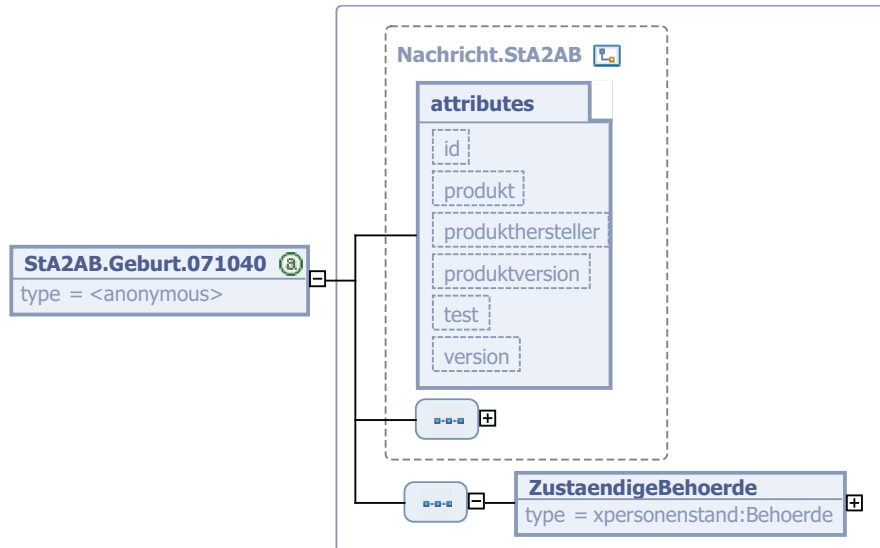 Nachricht.StA2AB
attributes
id
produkt
produkthersteller
produktversion
test
version
StA2AB.Geburt.071040
type = <anonymous>
ZustaendigeBehoerde
type = xpersonenstand:Behoerde